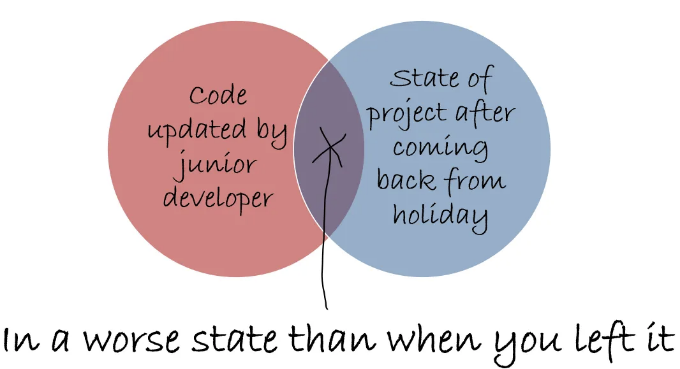 Code
updated by
junior
developer
State of
project after
coming
back from
holiday
In a worse state than when you left it